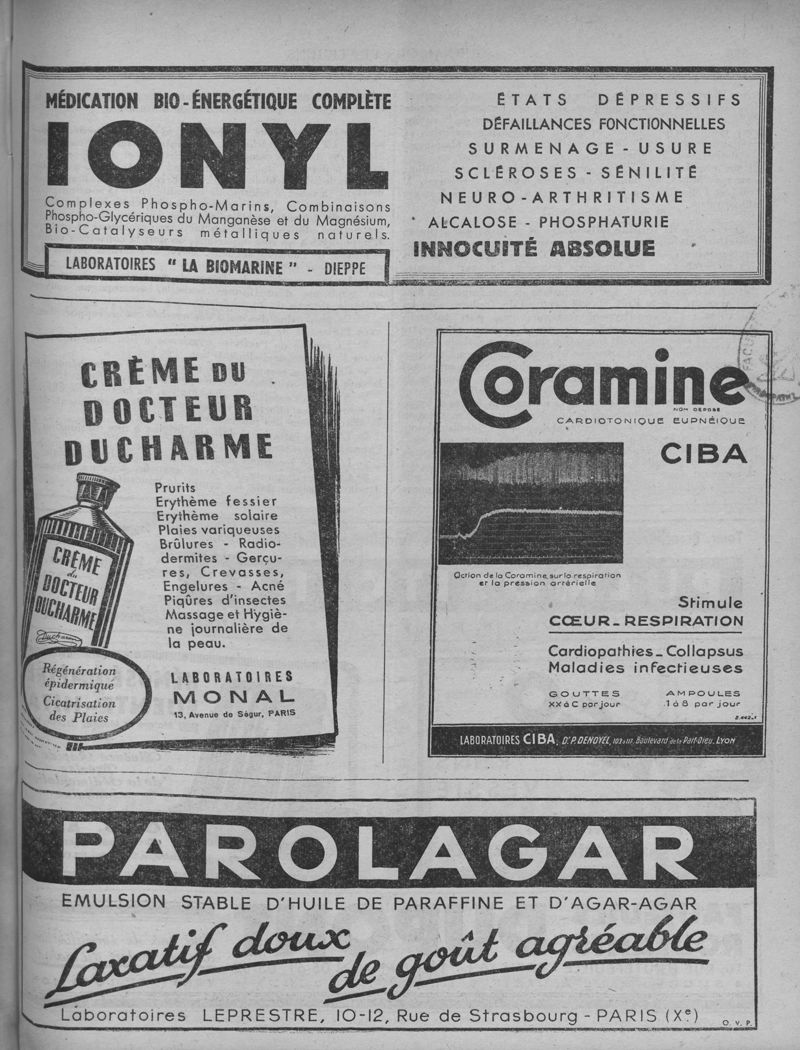 MÉDICATION BIO-ÉNERGÉTIQUE COMPLÈTE
IONYL
Complexes Phospho-Marins, Combinaisons
Phospho-Glycériques du Manganèse et du Magnésium,
Bio-Catalyseurs métalliques naturels.
LABORATOIRES "LA BIOMARINE" - DIEPPE
ÉTATS DÉPRESSIFS
DÉFAILLANCES FONCTIONNELLES
SURMENAGE - USURE
SCLÉROSES - SÉNILITÉ
NEURO-ARTHRITISME
ALCALOSE - PHOSPHATURIE
INNOCUITÉ ABSOLUE
CRÈME DU
DOCTEUR
DUCHARME
Prurits
Erythème fessier
Erythème solaire
Plaies variqueuses
Brûlures - Radio-
dermites - Gerçu-
res, Crevasses,
Engelures - Acné
Piqûres d'insectes
Massage et Hygiè-
ne journalière de
la peau.
CRÈME
du
DOCTEUR
DUCHARME
Ducharme
Régénération
épidermique
Cicatrisation
des Plaies
LABORATOIRES
MONAL
13, Avenue de Ségur, PARIS
Coramine
NOM DEPOSE
CARDIOTONIQUE EUPNÉIQUE
CIBA
Action de la Coramine, sur la respiration
et la pression artérielle
Stimule
CŒUR-RESPIRATION
Cardiopathies-Collapsus
Maladies infectieuses
GOUTTES
XX à C par jour
AMPOULES
1 à 8 par jour
LABORATOIRES CIBA, Dr P. DENOYEL, 103 à 117, Boulevard de la Part-Dieu, LYON
PAROLAGAR
EMULSION STABLE D'HUILE DE PARAFFINE ET D'AGAR-AGAR
Laxatif doux
de goût agréable
Laboratoires LEPRESTRE, 10-12, Rue de Strasbourg - PARIS (Xe)
O. V. P.